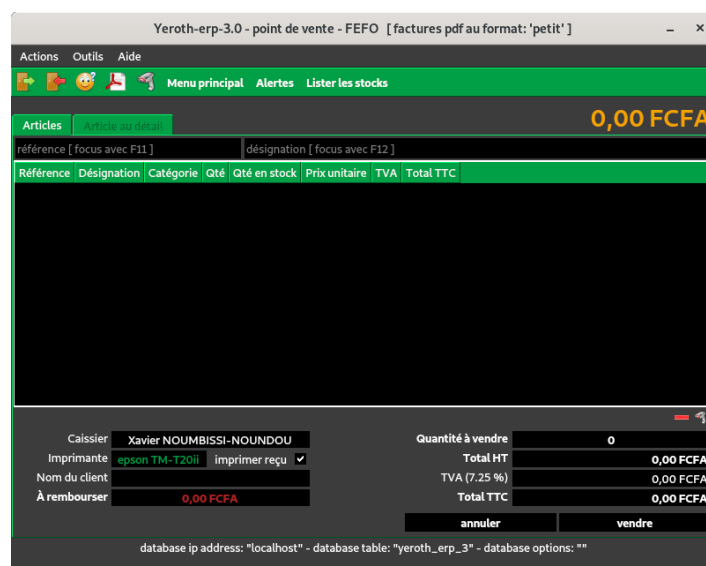 Yeroth-erp-3.0 - point de vente - FEFO [ factures pdf au format: 'petit' ]
Actions Outils Aide
Menu principal Alertes Lister les stocks
0,00 FCFA
Articles Article au détail
référence [ focus avec F11 ] désignation [ focus avec F12 ]
Référence Désignation Catégorie Qté Qté en stock Prix unitaire TVA Total TTC
Caissier Xavier NOUMBISSI-NOUNDOU Quantité à vendre 0
Imprimante epson TM-T20ii imprimer reçu Total HT 0,00 FCFA
Nom du client TVA (7.25 %) 0,00 FCFA
À rembourser 0,00 FCFA Total TTC 0,00 FCFA
annuler vendre
database ip address: "localhost" - database table: "yeroth_erp_3" - database options: ""